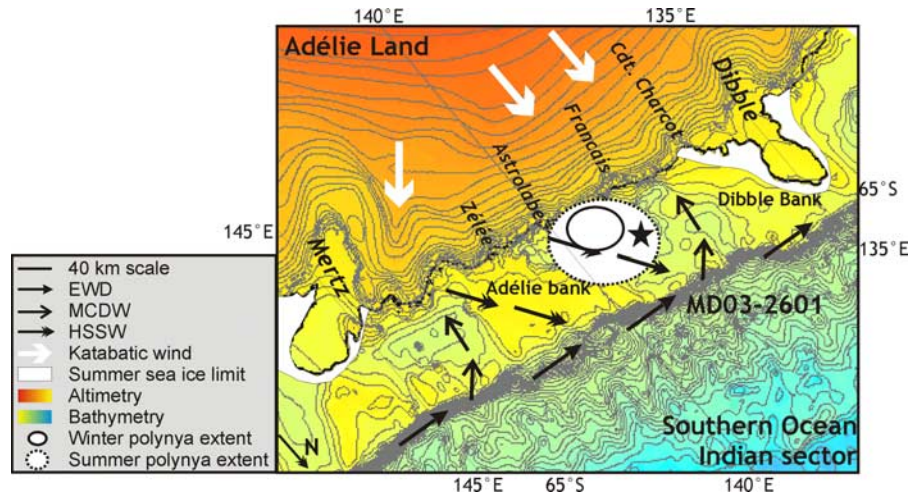 140°E
135°E
Adélie Land
Cdt. Charcot
Dibble
Francais
Astrolabe
Zélée
Mertz
Dibble Bank
65°S
135°E
145°E
Adélie bank
MD03-2601
40 km scale
EWD
MCDW
HSSW
Katabatic wind
Summer sea ice limit
Altimetry
Bathymetry
Winter polynya extent
Summer polynya extent
N
Southern Ocean
Indian sector
145°E
65°S
140°E